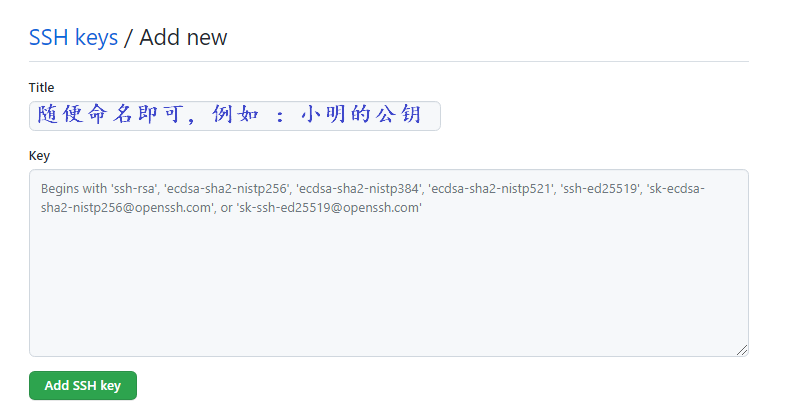 SSH keys / Add new
Title
随便命名即可，例如 ：小明的公钥
Key
Begins with 'ssh-rsa', 'ecdsa-sha2-nistp256', 'ecdsa-sha2-nistp384', 'ecdsa-sha2-nistp521', 'ssh-ed25519', 'sk-ecdsa-
sha2-nistp256@openssh.com', or 'sk-ssh-ed25519@openssh.com'
Add SSH key